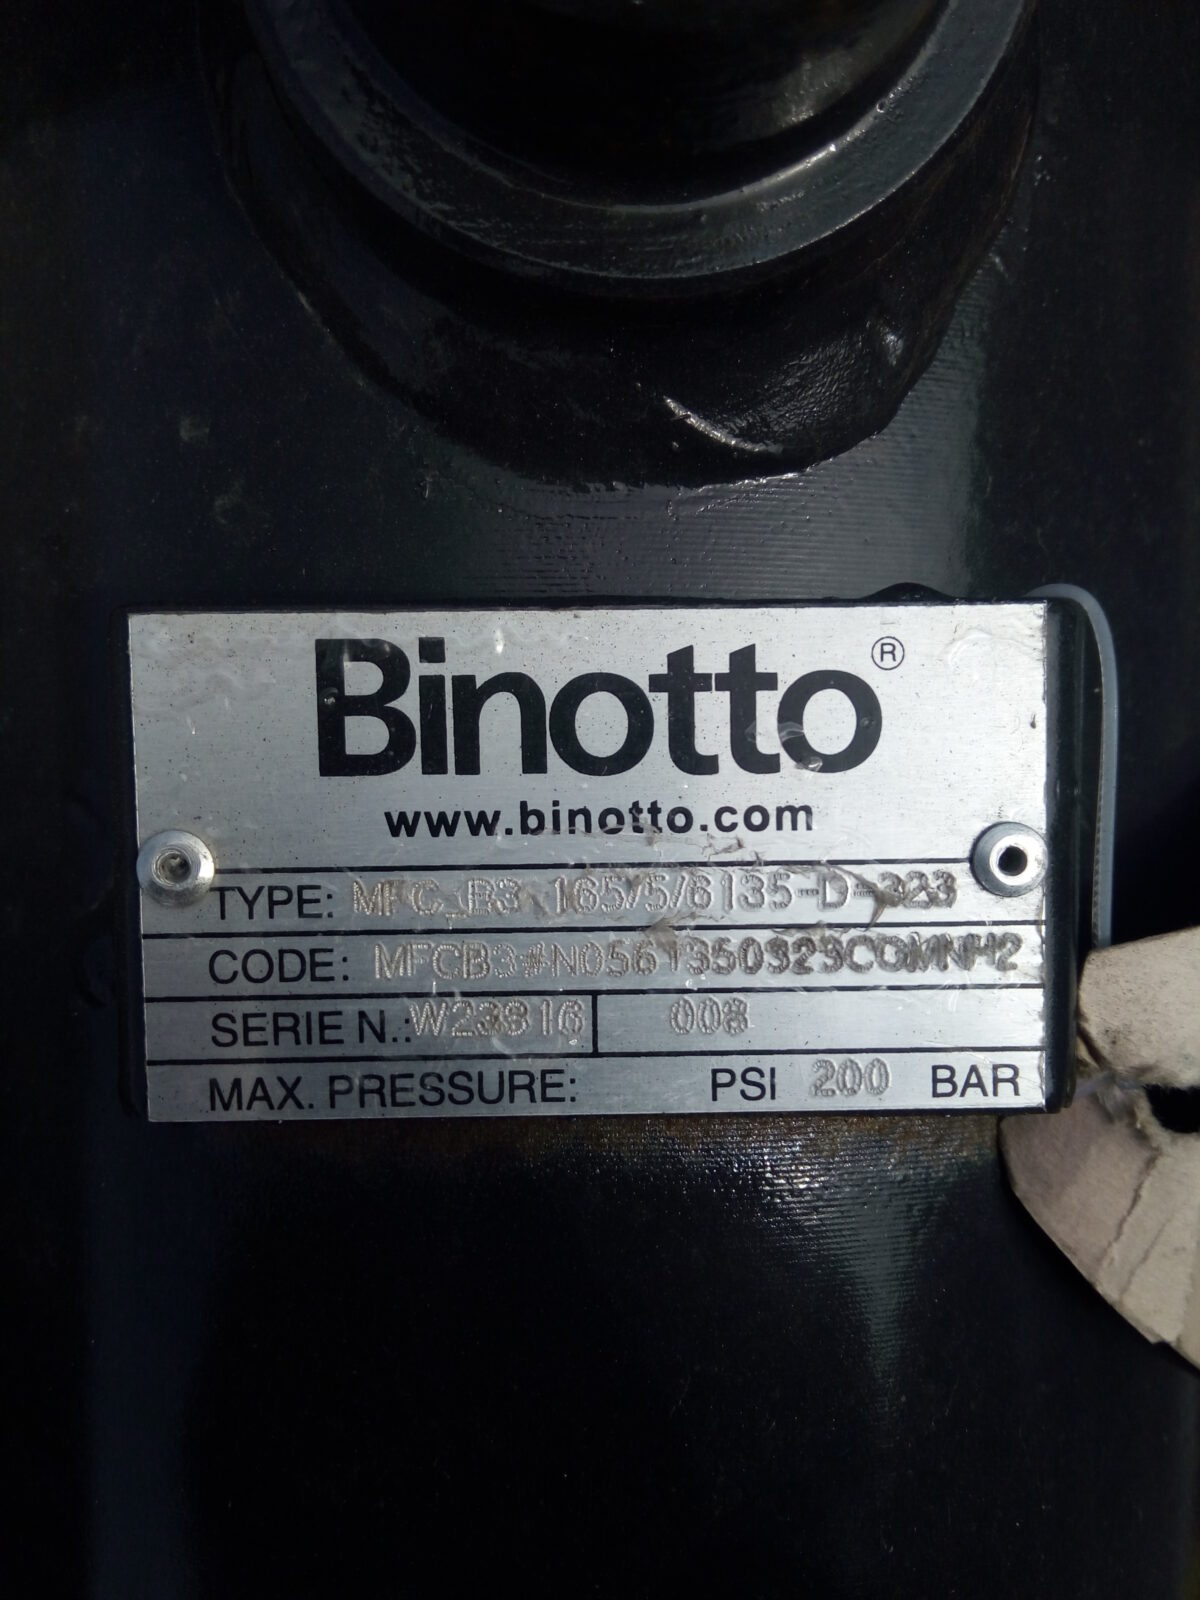 Binotto®
www.binotto.com
TYPE: MFC_B3 165/5/6135-D-323
CODE: MFCB3#N0561350323COMNH2
SERIE N.: W23316 008
MAX. PRESSURE: PSI 200 BAR